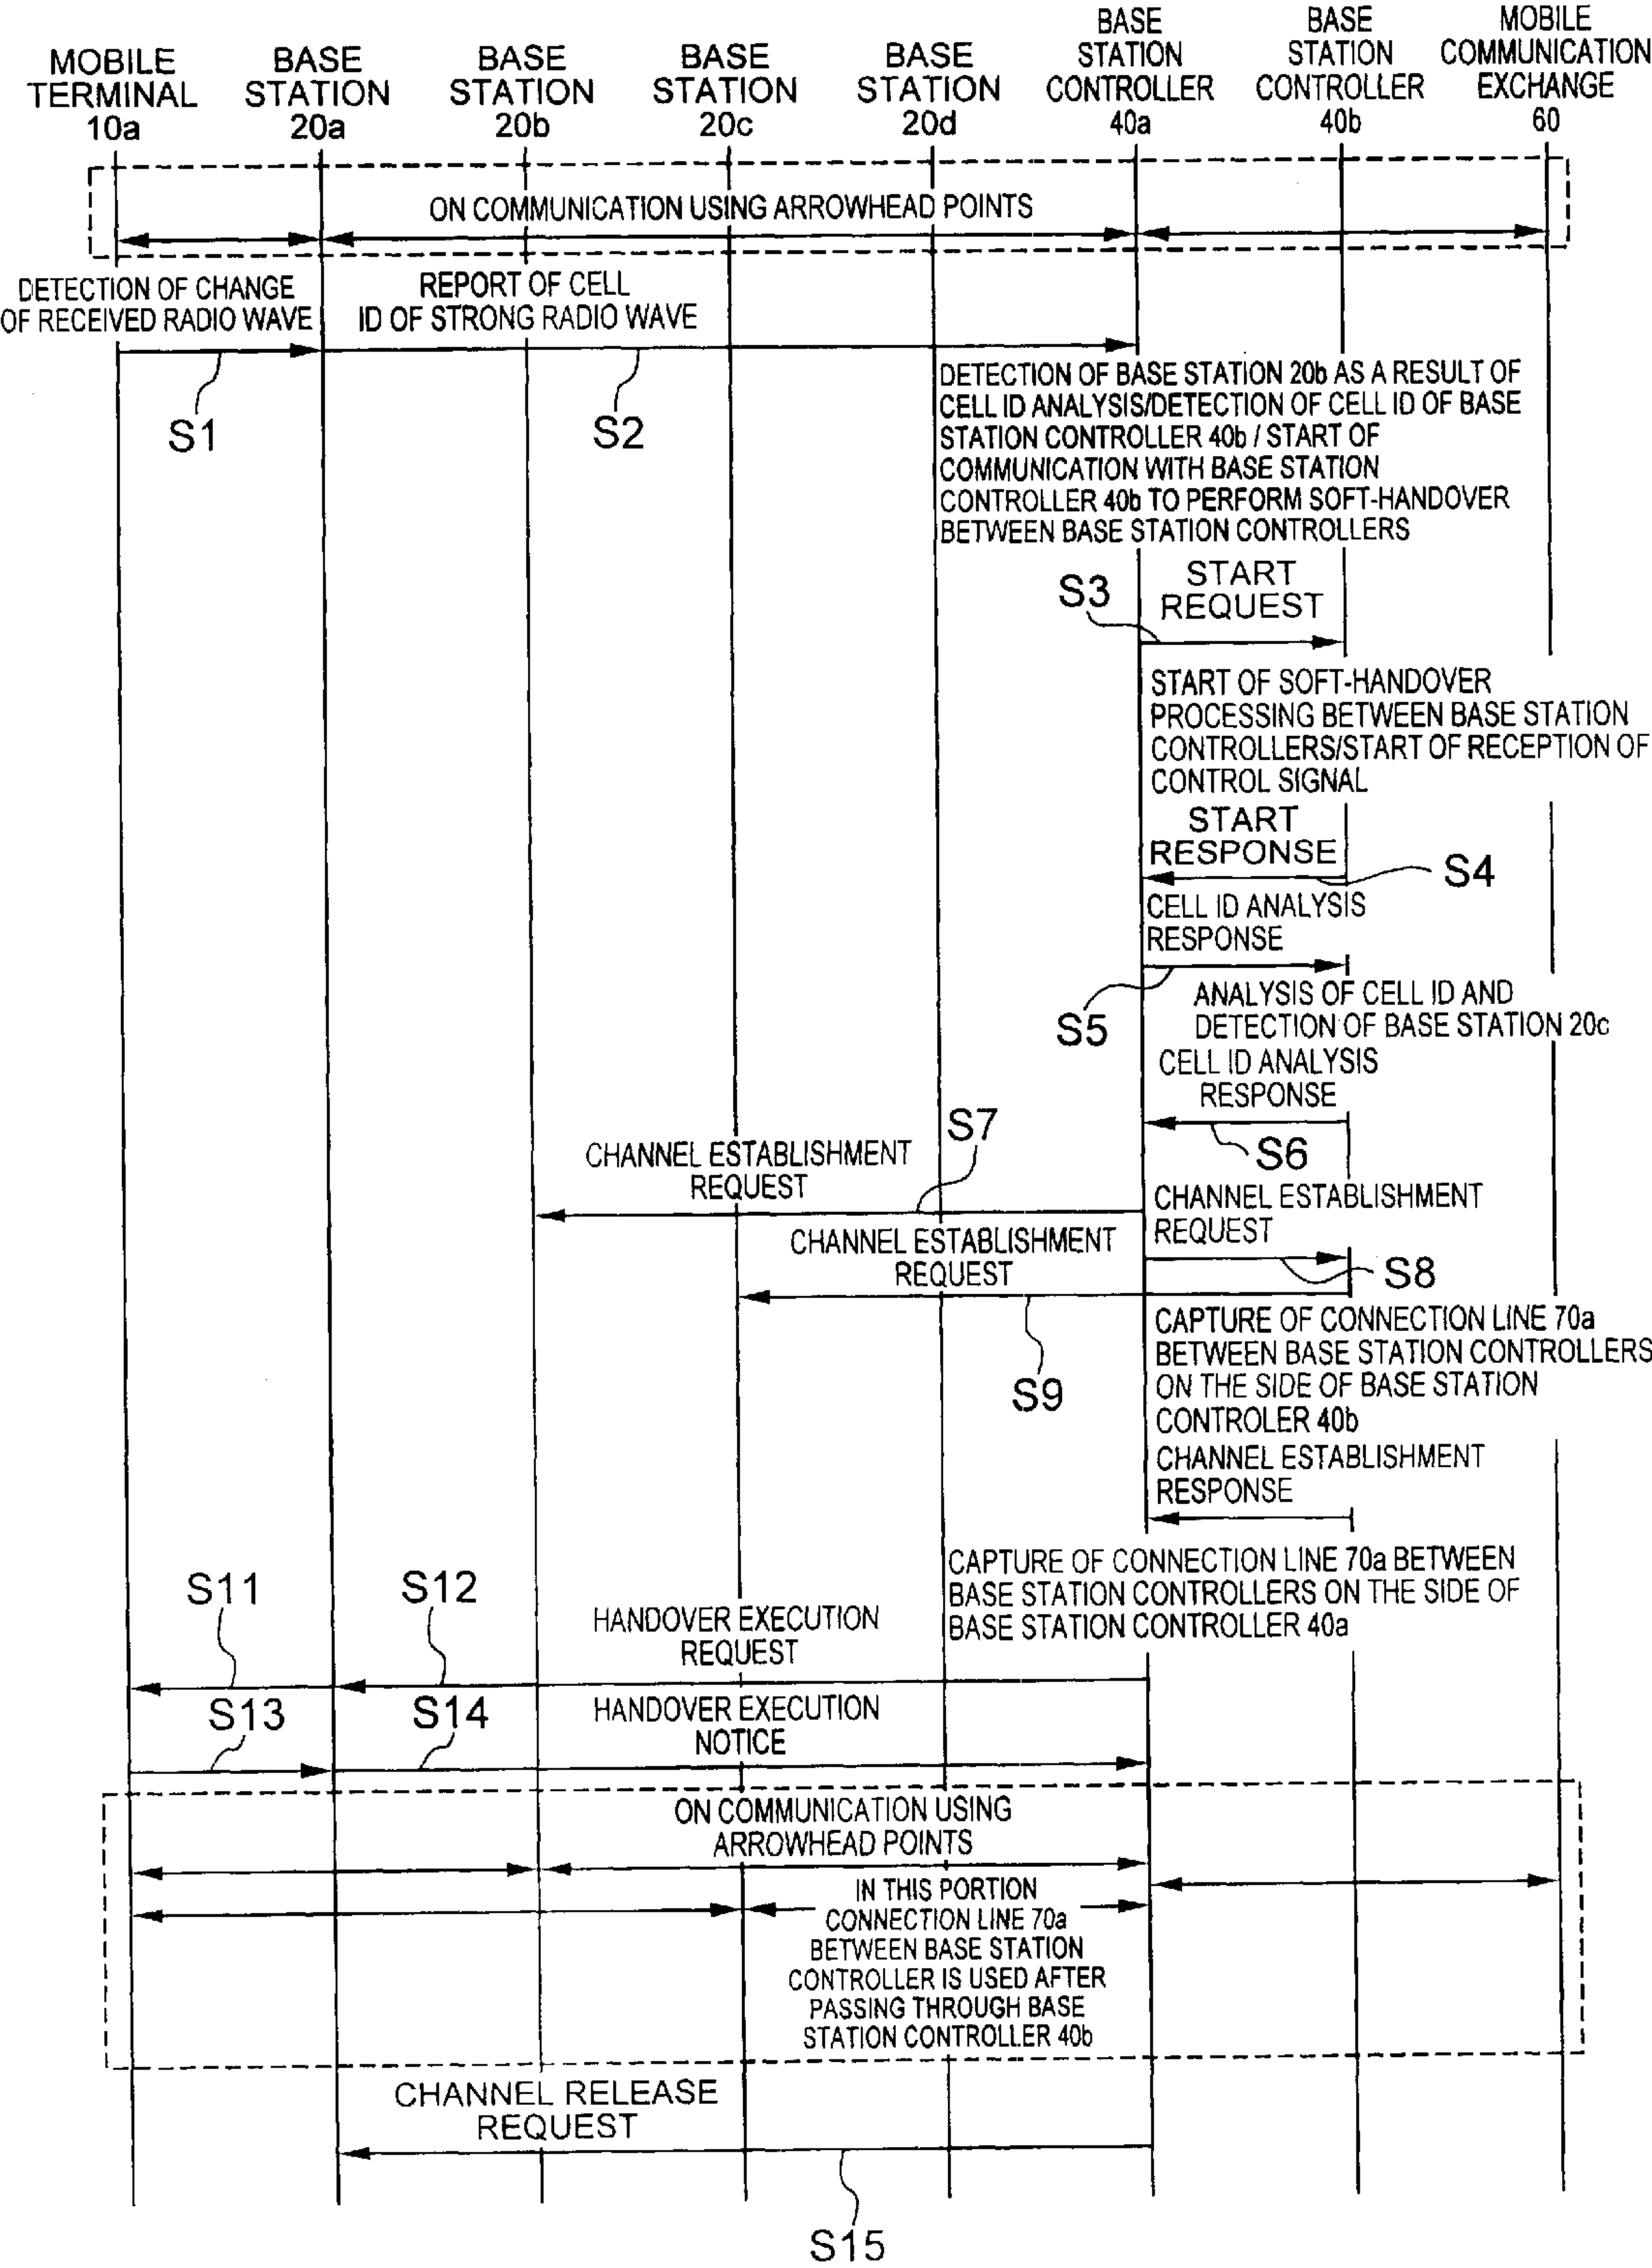 MOBILE
TERMINAL
10a
BASE
STATION
20a
BASE
STATION
20b
BASE
STATION
20c
BASE
STATION
20d
BASE
STATION
CONTROLLER
40a
BASE
STATION
CONTROLLER
40b
MOBILE
COMMUNICATION
EXCHANGE
60
ON COMMUNICATION USING ARROWHEAD POINTS
DETECTION OF CHANGE
OF RECEIVED RADIO WAVE
REPORT OF CELL
ID OF STRONG RADIO WAVE
S1
S2
DETECTION OF BASE STATION 20b AS A RESULT OF
CELL ID ANALYSIS/DETECTION OF CELL ID OF BASE
STATION CONTROLLER 40b / START OF
COMMUNICATION WITH BASE STATION
CONTROLLER 40b TO PERFORM SOFT-HANDOVER
BETWEEN BASE STATION CONTROLLERS
S3
START
REQUEST
START OF SOFT-HANDOVER
PROCESSING BETWEEN BASE STATION
CONTROLLERS/START OF RECEPTION OF
CONTROL SIGNAL
START
RESPONSE
S4
CELL ID ANALYSIS
RESPONSE
S5
ANALYSIS OF CELL ID AND
DETECTION OF BASE STATION 20c
CELL ID ANALYSIS
RESPONSE
S6
S7
CHANNEL ESTABLISHMENT
REQUEST
CHANNEL ESTABLISHMENT
REQUEST
S8
CHANNEL ESTABLISHMENT
REQUEST
S9
CAPTURE OF CONNECTION LINE 70a
BETWEEN BASE STATION CONTROLLERS
ON THE SIDE OF BASE STATION
CONTROLER 40b
CHANNEL ESTABLISHMENT
RESPONSE
CAPTURE OF CONNECTION LINE 70a BETWEEN
BASE STATION CONTROLLERS ON THE SIDE OF
BASE STATION CONTROLLER 40a
S11
S12
HANDOVER EXECUTION
REQUEST
S13
S14
HANDOVER EXECUTION
NOTICE
ON COMMUNICATION USING
ARROWHEAD POINTS
IN THIS PORTION
CONNECTION LINE 70a
BETWEEN BASE STATION
CONTROLLER IS USED AFTER
PASSING THROUGH BASE
STATION CONTROLLER 40b
CHANNEL RELEASE
REQUEST
S15